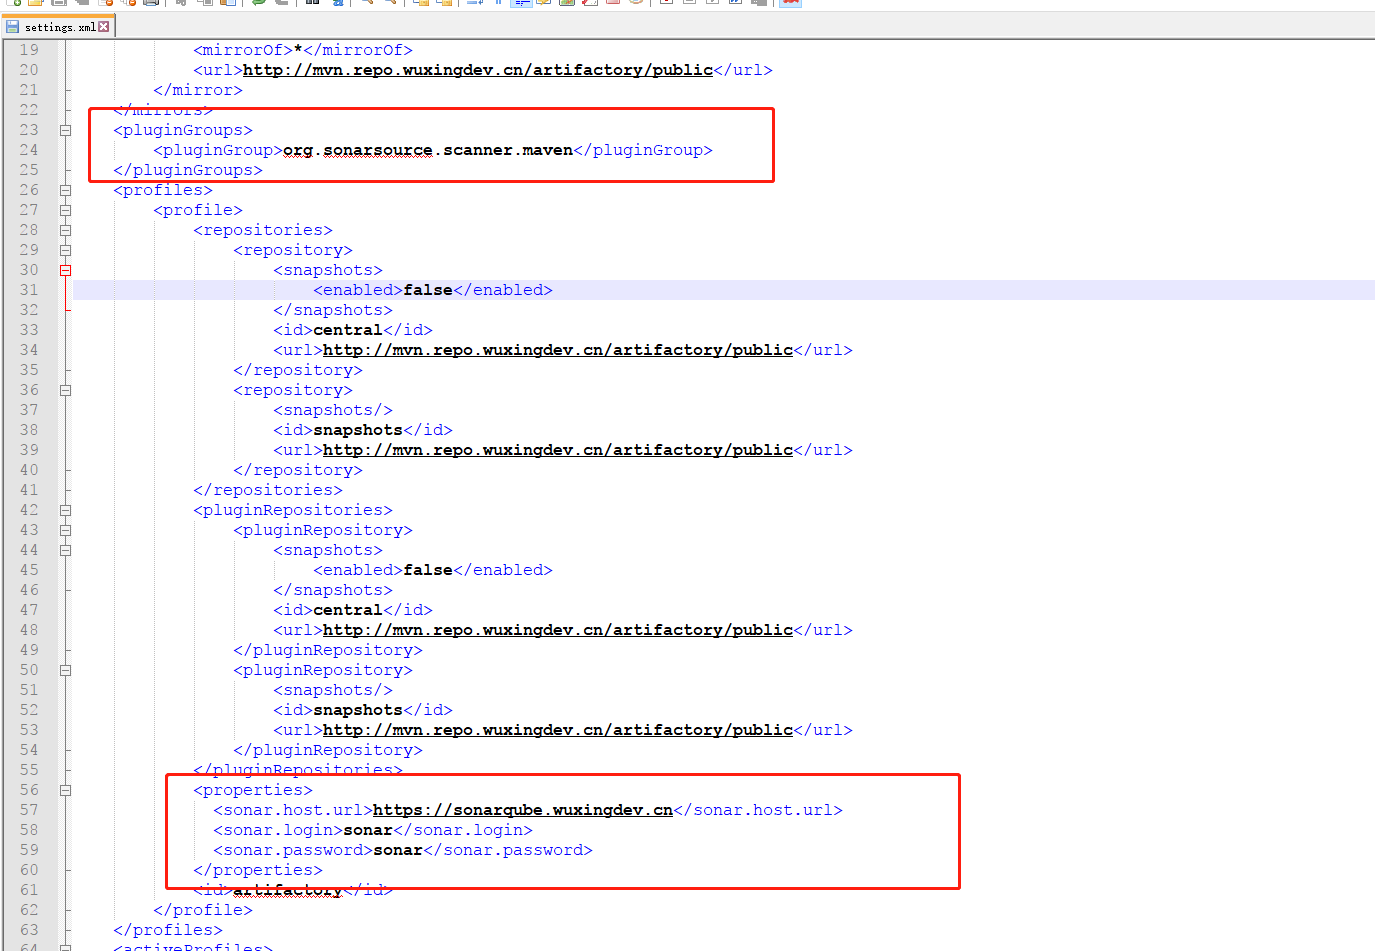 settings.xml
19 <mirrorOf>*</mirrorOf>
20 <url>http://mvn.repo.wuxingdev.cn/artifactory/public</url>
21 </mirror>
22 </mirrors>
23 <pluginGroups>
24 <pluginGroup>org.sonarsource.scanner.maven</pluginGroup>
25 </pluginGroups>
26 <profiles>
27 <profile>
28 <repositories>
29 <repository>
30 <snapshots>
31 <enabled>false</enabled>
32 </snapshots>
33 <id>central</id>
34 <url>http://mvn.repo.wuxingdev.cn/artifactory/public</url>
35 </repository>
36 <repository>
37 <snapshots/>
38 <id>snapshots</id>
39 <url>http://mvn.repo.wuxingdev.cn/artifactory/public</url>
40 </repository>
41 </repositories>
42 <pluginRepositories>
43 <pluginRepository>
44 <snapshots>
45 <enabled>false</enabled>
46 </snapshots>
47 <id>central</id>
48 <url>http://mvn.repo.wuxingdev.cn/artifactory/public</url>
49 </pluginRepository>
50 <pluginRepository>
51 <snapshots/>
52 <id>snapshots</id>
53 <url>http://mvn.repo.wuxingdev.cn/artifactory/public</url>
54 </pluginRepository>
55 </pluginRepositories>
56 <properties>
57 <sonar.host.url>https://sonarqube.wuxingdev.cn</sonar.host.url>
58 <sonar.login>sonar</sonar.login>
59 <sonar.password>sonar</sonar.password>
60 </properties>
61 <id>artifactory</id>
62 </profile>
63 </profiles>
64 <activeProfiles>